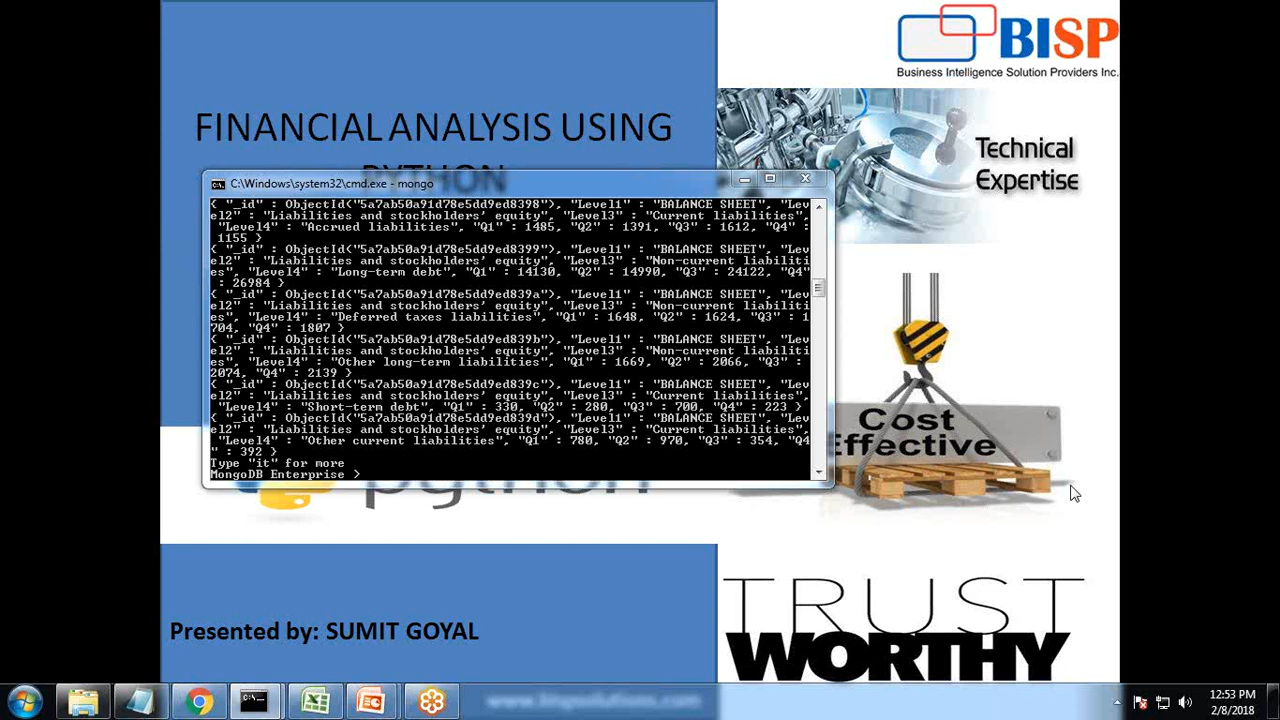 BISP
Business Intelligence Solution Providers Inc.
FINANCIAL ANALYSIS USING
PYTHON
Technical
Expertise
C:\Windows\system32\cmd.exe - mongo
{ "_id" : ObjectId("5a7ab50a91d78e5dd9ed8398"), "Level1" : "BALANCE SHEET", "Lev
el2" : "Liabilities and stockholders' equity", "Level3" : "Current liabilities",
"Level4" : "Accrued liabilities", "Q1" : 1485, "Q2" : 1391, "Q3" : 1612, "Q4" :
1155 }
{ "_id" : ObjectId("5a7ab50a91d78e5dd9ed8399"), "Level1" : "BALANCE SHEET", "Lev
el2" : "Liabilities and stockholders' equity", "Level3" : "Non-current liabiliti
es", "Level4" : "Long-term debt", "Q1" : 14130, "Q2" : 14990, "Q3" : 24122, "Q4"
: 26984 }
{ "_id" : ObjectId("5a7ab50a91d78e5dd9ed839a"), "Level1" : "BALANCE SHEET", "Lev
el2" : "Liabilities and stockholders' equity", "Level3" : "Non-current liabiliti
es", "Level4" : "Deferred taxes liabilities", "Q1" : 1648, "Q2" : 1624, "Q3" : 1
704, "Q4" : 1807 }
{ "_id" : ObjectId("5a7ab50a91d78e5dd9ed839b"), "Level1" : "BALANCE SHEET", "Lev
el2" : "Liabilities and stockholders' equity", "Level3" : "Non-current liabiliti
es", "Level4" : "Other long-term liabilities", "Q1" : 1669, "Q2" : 2066, "Q3" :
2074, "Q4" : 2139 }
{ "_id" : ObjectId("5a7ab50a91d78e5dd9ed839c"), "Level1" : "BALANCE SHEET", "Lev
el2" : "Liabilities and stockholders' equity", "Level3" : "Current liabilities",
"Level4" : "Short-term debt", "Q1" : 330, "Q2" : 280, "Q3" : 700, "Q4" : 223 }
{ "_id" : ObjectId("5a7ab50a91d78e5dd9ed839d"), "Level1" : "BALANCE SHEET", "Lev
el2" : "Liabilities and stockholders' equity", "Level3" : "Current liabilities",
"Level4" : "Other current liabilities", "Q1" : 780, "Q2" : 970, "Q3" : 354, "Q4
" : 392 }
Type "it" for more
MongoDB Enterprise >
Cost
Effective
python
Presented by: SUMIT GOYAL
TRUST
WORTHY
www.bispsolutions.com
12:53 PM
2/8/2018